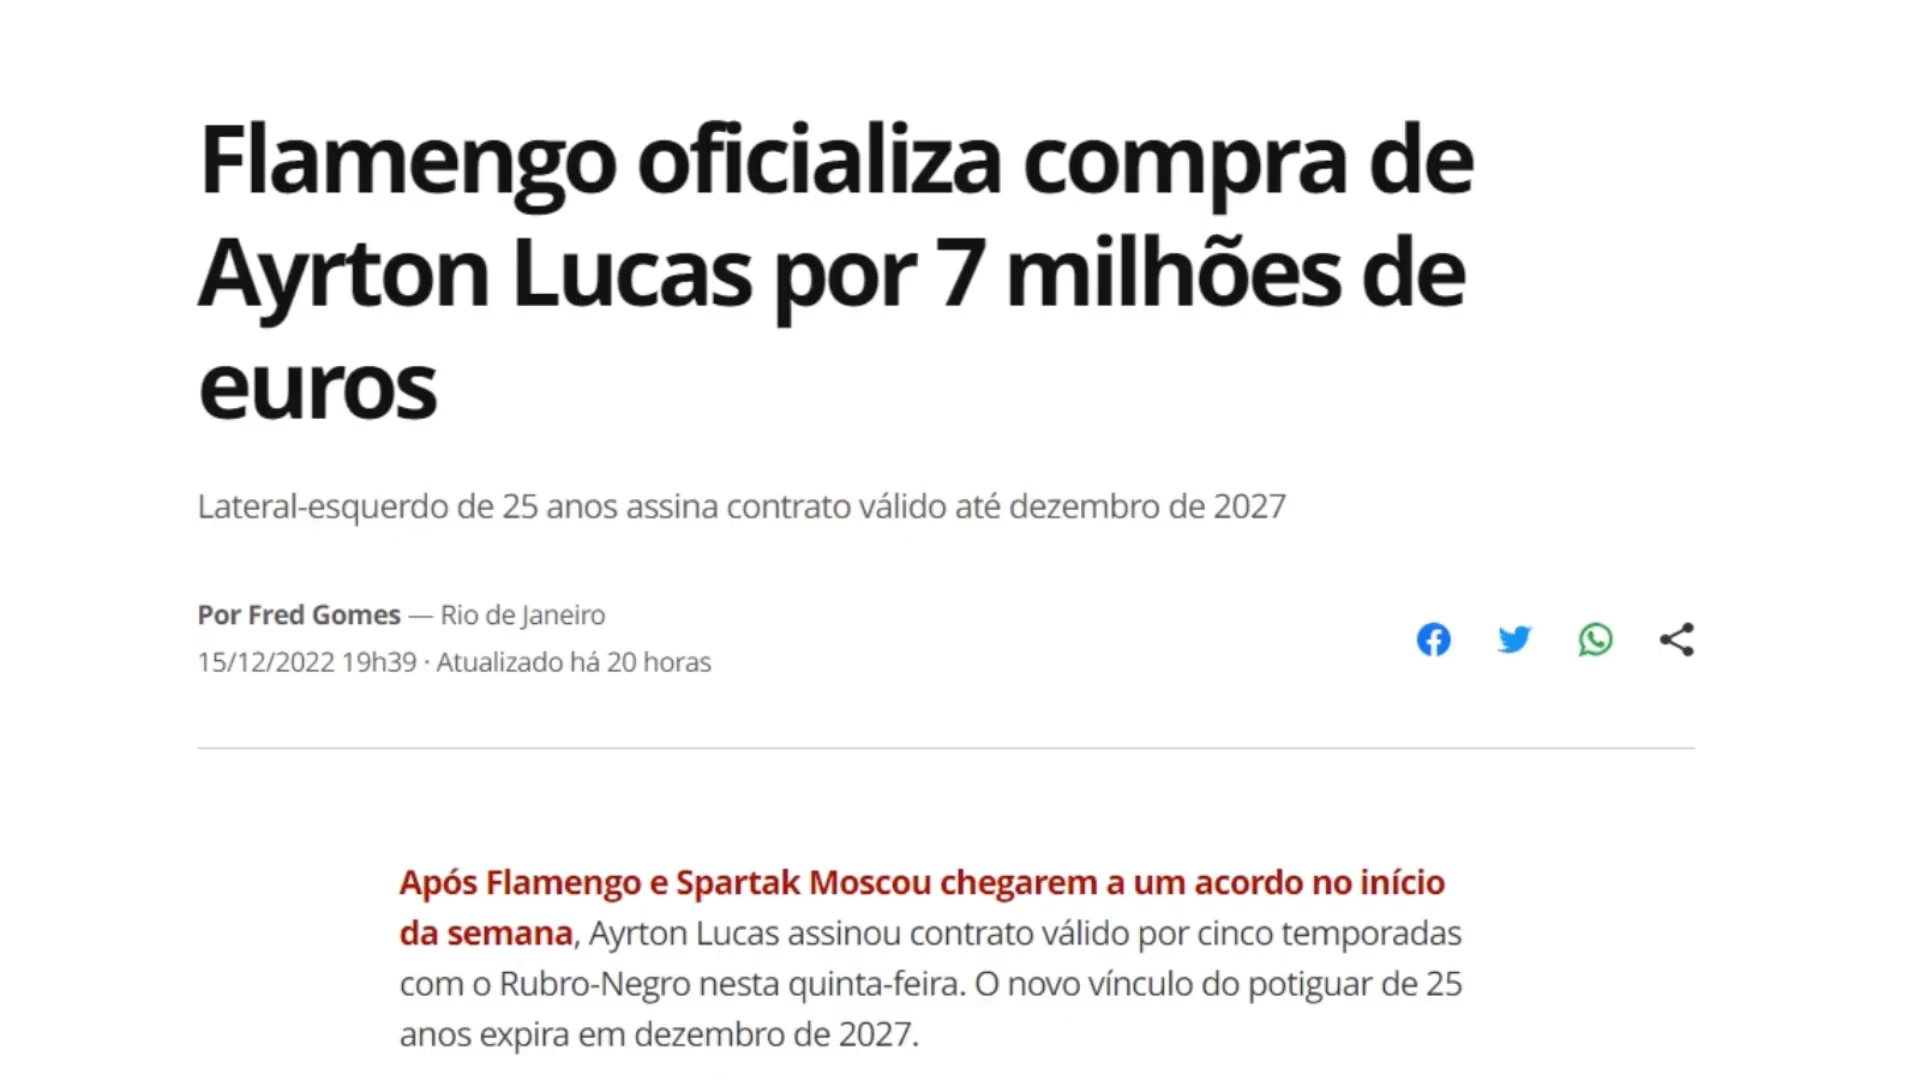 Flamengo oficializa compra de
Ayrton Lucas por 7 milhões de
euros
Lateral-esquerdo de 25 anos assina contrato válido até dezembro de 2027
Por Fred Gomes — Rio de Janeiro
15/12/2022 19h39 · Atualizado há 20 horas
Após Flamengo e Spartak Moscou chegarem a um acordo no início
da semana, Ayrton Lucas assinou contrato válido por cinco temporadas
com o Rubro-Negro nesta quinta-feira. O novo vínculo do potiguar de 25
anos expira em dezembro de 2027.